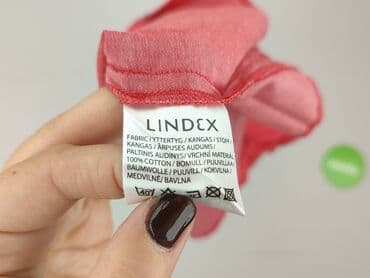 LINDEX
FABRIC / YTTERTYG / KANGAS / STOF
KANGAS / ĀRPUSES AUDUMS /
PALTINIS AUDINYS / VRCHNÍ MATERIÁL
100% COTTON / BOMULL / PUUVILLA
BAUMWOLLE / PUUVILL / KOKVILNA /
MEDVILNĖ / BAVLNA
40